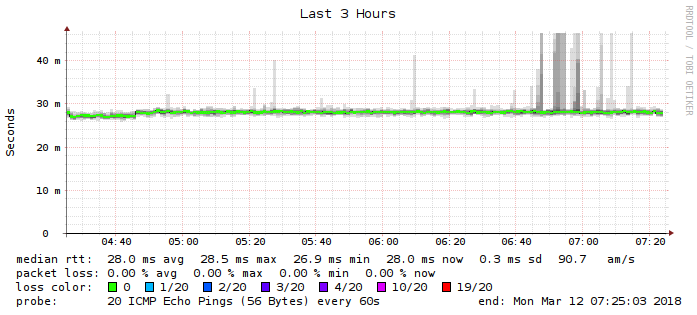 Last 3 Hours
RRDTOOL / TOBI OETIKER
Seconds
40 m
30 m
20 m
10 m
0
04:40 05:00 05:20 05:40 06:00 06:20 06:40 07:00 07:20
median rtt: 28.0 ms avg 28.5 ms max 26.9 ms min 28.0 ms now 0.3 ms sd 90.7 am/s
packet loss: 0.00 % avg 0.00 % max 0.00 % min 0.00 % now
loss color: 0 1/20 2/20 3/20 4/20 10/20 19/20
probe: 20 ICMP Echo Pings (56 Bytes) every 60s end: Mon Mar 12 07:25:03 2018